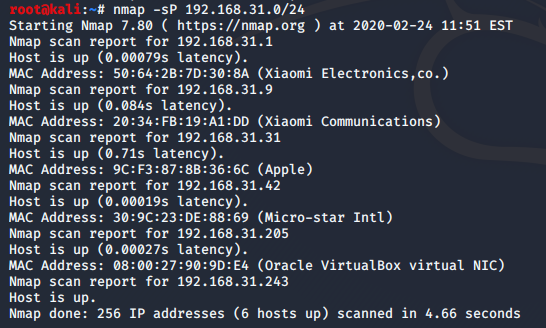 root@kali:~# nmap -sP 192.168.31.0/24
Starting Nmap 7.80 ( https://nmap.org ) at 2020-02-24 11:51 EST
Nmap scan report for 192.168.31.1
Host is up (0.00079s latency).
MAC Address: 50:64:2B:7D:30:8A (Xiaomi Electronics,co.)
Nmap scan report for 192.168.31.9
Host is up (0.084s latency).
MAC Address: 20:34:FB:19:A1:DD (Xiaomi Communications)
Nmap scan report for 192.168.31.31
Host is up (0.71s latency).
MAC Address: 9C:F3:87:8B:36:6C (Apple)
Nmap scan report for 192.168.31.42
Host is up (0.00019s latency).
MAC Address: 30:9C:23:DE:88:69 (Micro-star Intl)
Nmap scan report for 192.168.31.205
Host is up (0.00027s latency).
MAC Address: 08:00:27:90:9D:E4 (Oracle VirtualBox virtual NIC)
Nmap scan report for 192.168.31.243
Host is up.
Nmap done: 256 IP addresses (6 hosts up) scanned in 4.66 seconds